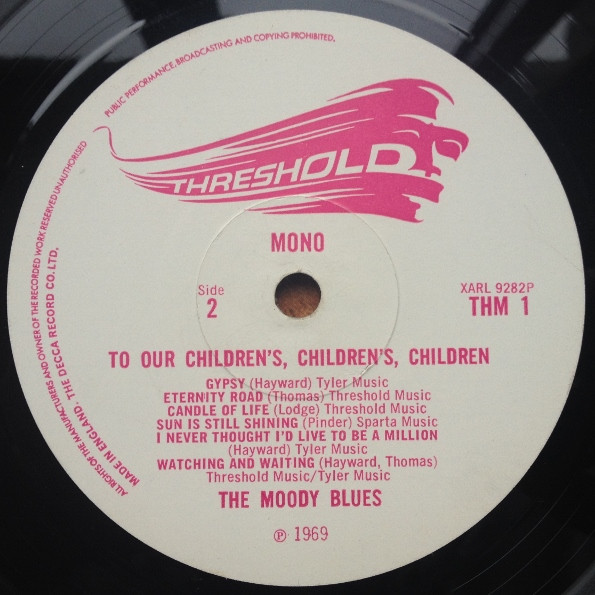 PUBLIC PERFORMANCE, BROADCASTING AND COPYING PROHIBITED.
ALL RIGHTS OF THE MANUFACTURERS AND OWNER OF THE RECORDED WORK RESERVED UNAUTHORISED
MADE IN ENGLAND. THE DECCA RECORD CO. LTD.
THRESHOLD
MONO
Side XARL 9282P
2 THM 1
TO OUR CHILDREN'S, CHILDREN'S, CHILDREN
GYPSY (Hayward) Tyler Music
ETERNITY ROAD (Thomas) Threshold Music
CANDLE OF LIFE (Lodge) Threshold Music
SUN IS STILL SHINING (Pinder) Sparta Music
I NEVER THOUGHT I'D LIVE TO BE A MILLION
(Hayward) Tyler Music
WATCHING AND WAITING (Hayward, Thomas)
Threshold Music/Tyler Music
THE MOODY BLUES
℗ 1969